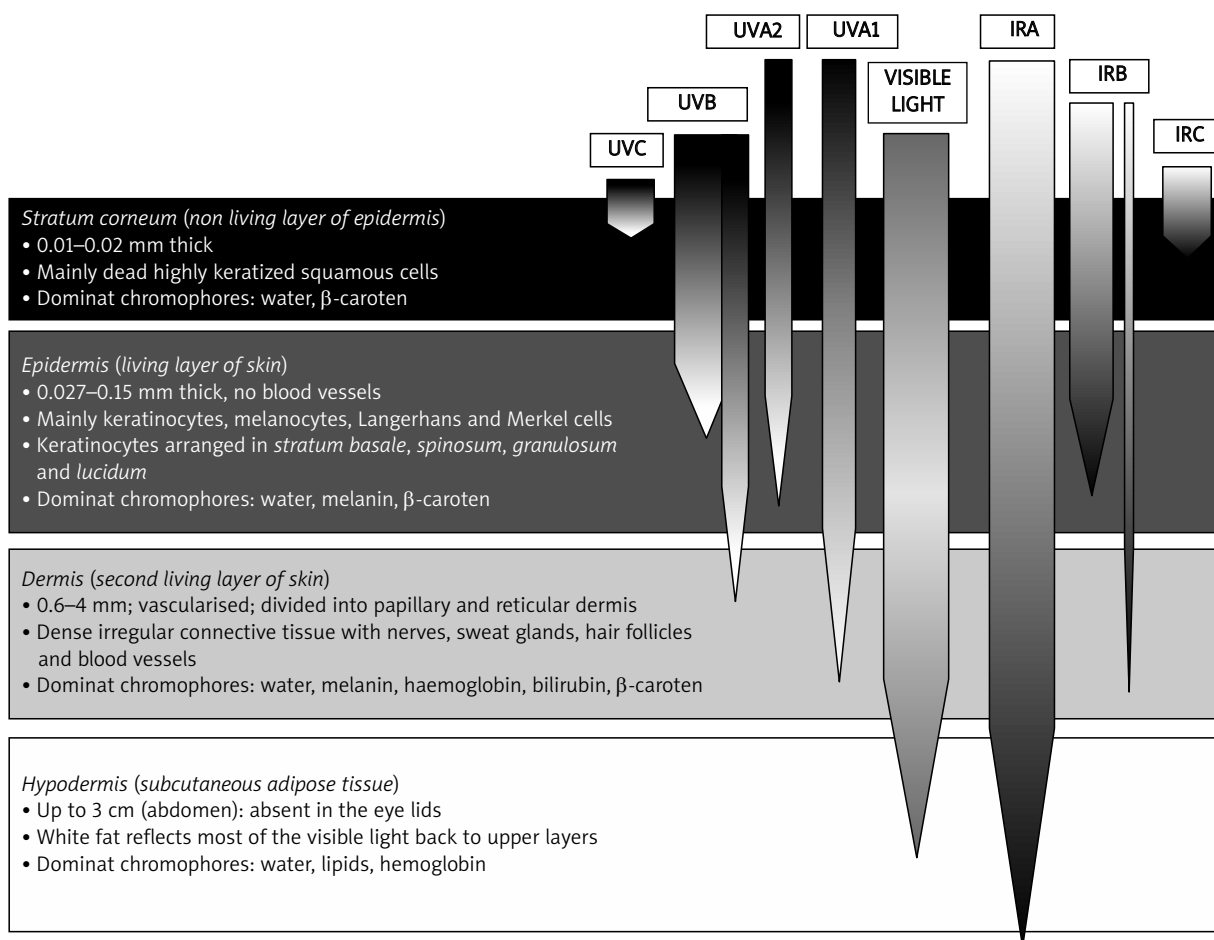 UVA2
UVA1
IRA
VISIBLE
LIGHT
IRB
UVB
IRC
UVC
Stratum corneum (non living layer of epidermis)
• 0.01–0.02 mm thick
• Mainly dead highly keratized squamous cells
• Dominat chromophores: water, β-caroten
Epidermis (living layer of skin)
• 0.027–0.15 mm thick, no blood vessels
• Mainly keratinocytes, melanocytes, Langerhans and Merkel cells
• Keratinocytes arranged in stratum basale, spinosum, granulosum
and lucidum
• Dominat chromophores: water, melanin, β-caroten
Dermis (second living layer of skin)
• 0.6–4 mm; vascularised; divided into papillary and reticular dermis
• Dense irregular connective tissue with nerves, sweat glands, hair follicles
and blood vessels
• Dominat chromophores: water, melanin, haemoglobin, bilirubin, β-caroten
Hypodermis (subcutaneous adipose tissue)
• Up to 3 cm (abdomen): absent in the eye lids
• White fat reflects most of the visible light back to upper layers
• Dominat chromophores: water, lipids, hemoglobin